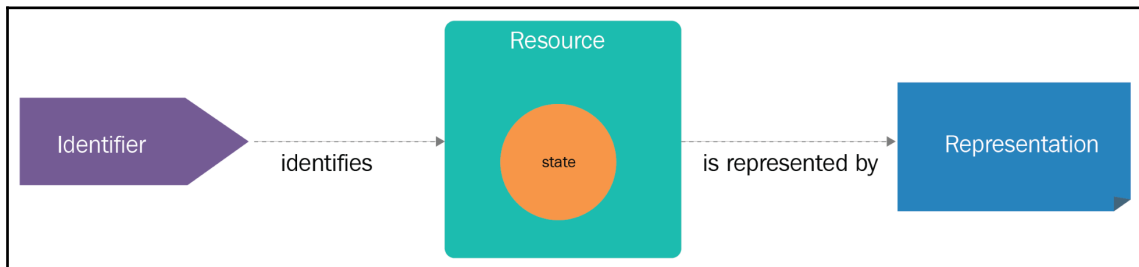 Resource
Identifier
identifies
state
is represented by
Representation